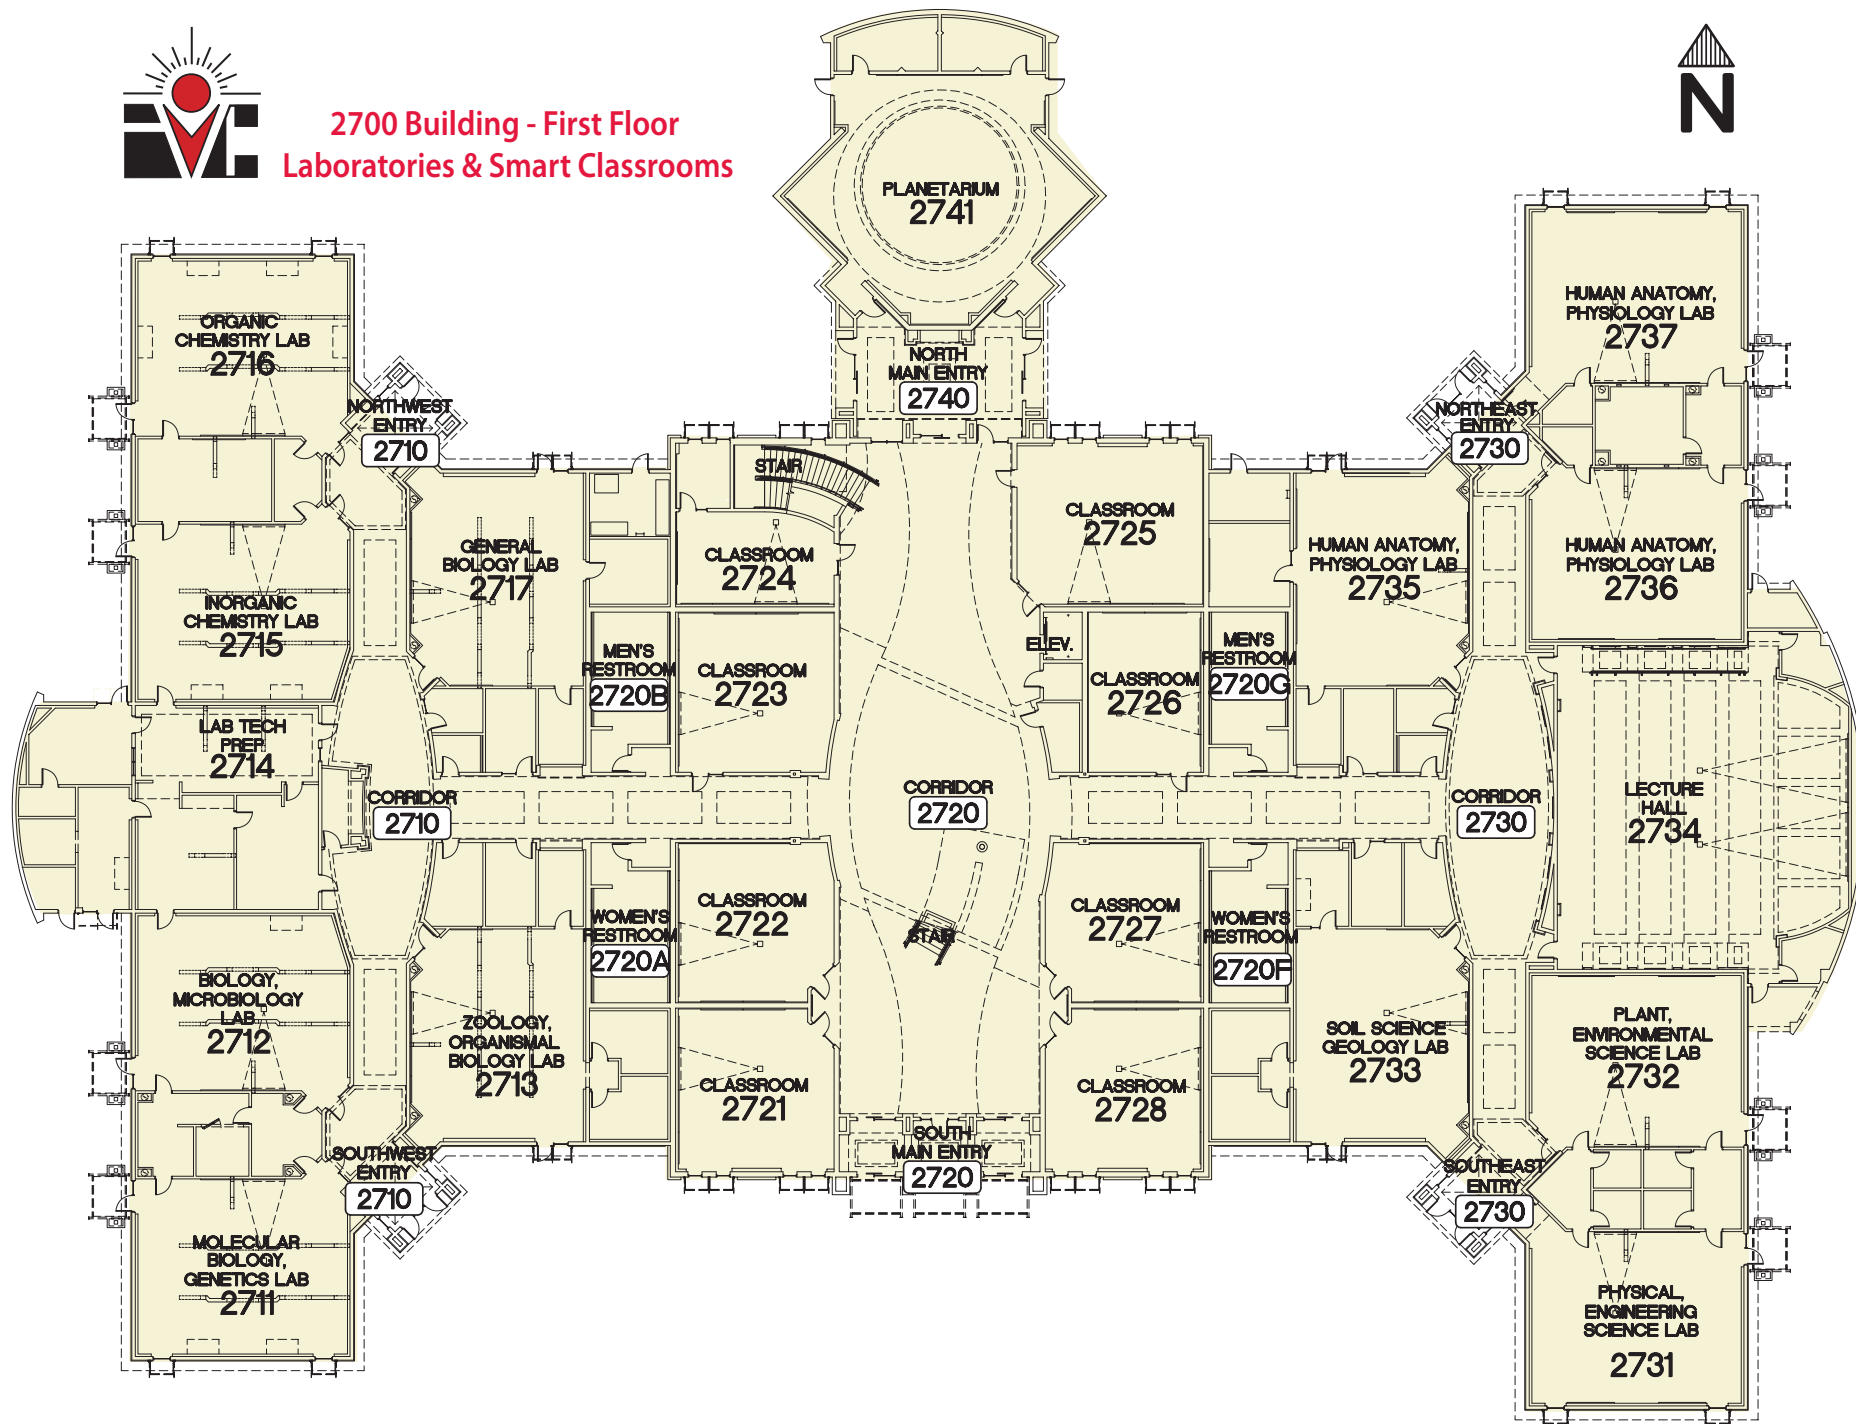 IVC
2700 Building - First Floor
Laboratories & Smart Classrooms
N
PLANETARIUM
2741
NORTH
MAIN ENTRY
2740
ORGANIC
CHEMISTRY LAB
2716
NORTHWEST
ENTRY
2710
INORGANIC
CHEMISTRY LAB
2715
GENERAL
BIOLOGY LAB
2717
STAIR
CLASSROOM
2724
CLASSROOM
2725
HUMAN ANATOMY,
PHYSIOLOGY LAB
2735
NORTHEAST
ENTRY
2730
HUMAN ANATOMY,
PHYSIOLOGY LAB
2737
HUMAN ANATOMY,
PHYSIOLOGY LAB
2736
MEN'S
RESTROOM
2720B
CLASSROOM
2723
ELEV.
CLASSROOM
2726
MEN'S
RESTROOM
2720G
LAB TECH
PREP
2714
CORRIDOR
2710
CORRIDOR
2720
CORRIDOR
2730
LECTURE
HALL
2734
WOMEN'S
RESTROOM
2720A
CLASSROOM
2722
STAIR
CLASSROOM
2727
WOMEN'S
RESTROOM
2720F
BIOLOGY,
MICROBIOLOGY
LAB
2712
ZOOLOGY,
ORGANISMAL
BIOLOGY LAB
2713
CLASSROOM
2721
CLASSROOM
2728
SOIL SCIENCE
GEOLOGY LAB
2733
PLANT,
ENVIRONMENTAL
SCIENCE LAB
2732
SOUTHWEST
ENTRY
2710
SOUTH
MAIN ENTRY
2720
SOUTHEAST
ENTRY
2730
MOLECULAR
BIOLOGY,
GENETICS LAB
2711
PHYSICAL,
ENGINEERING
SCIENCE LAB
2731